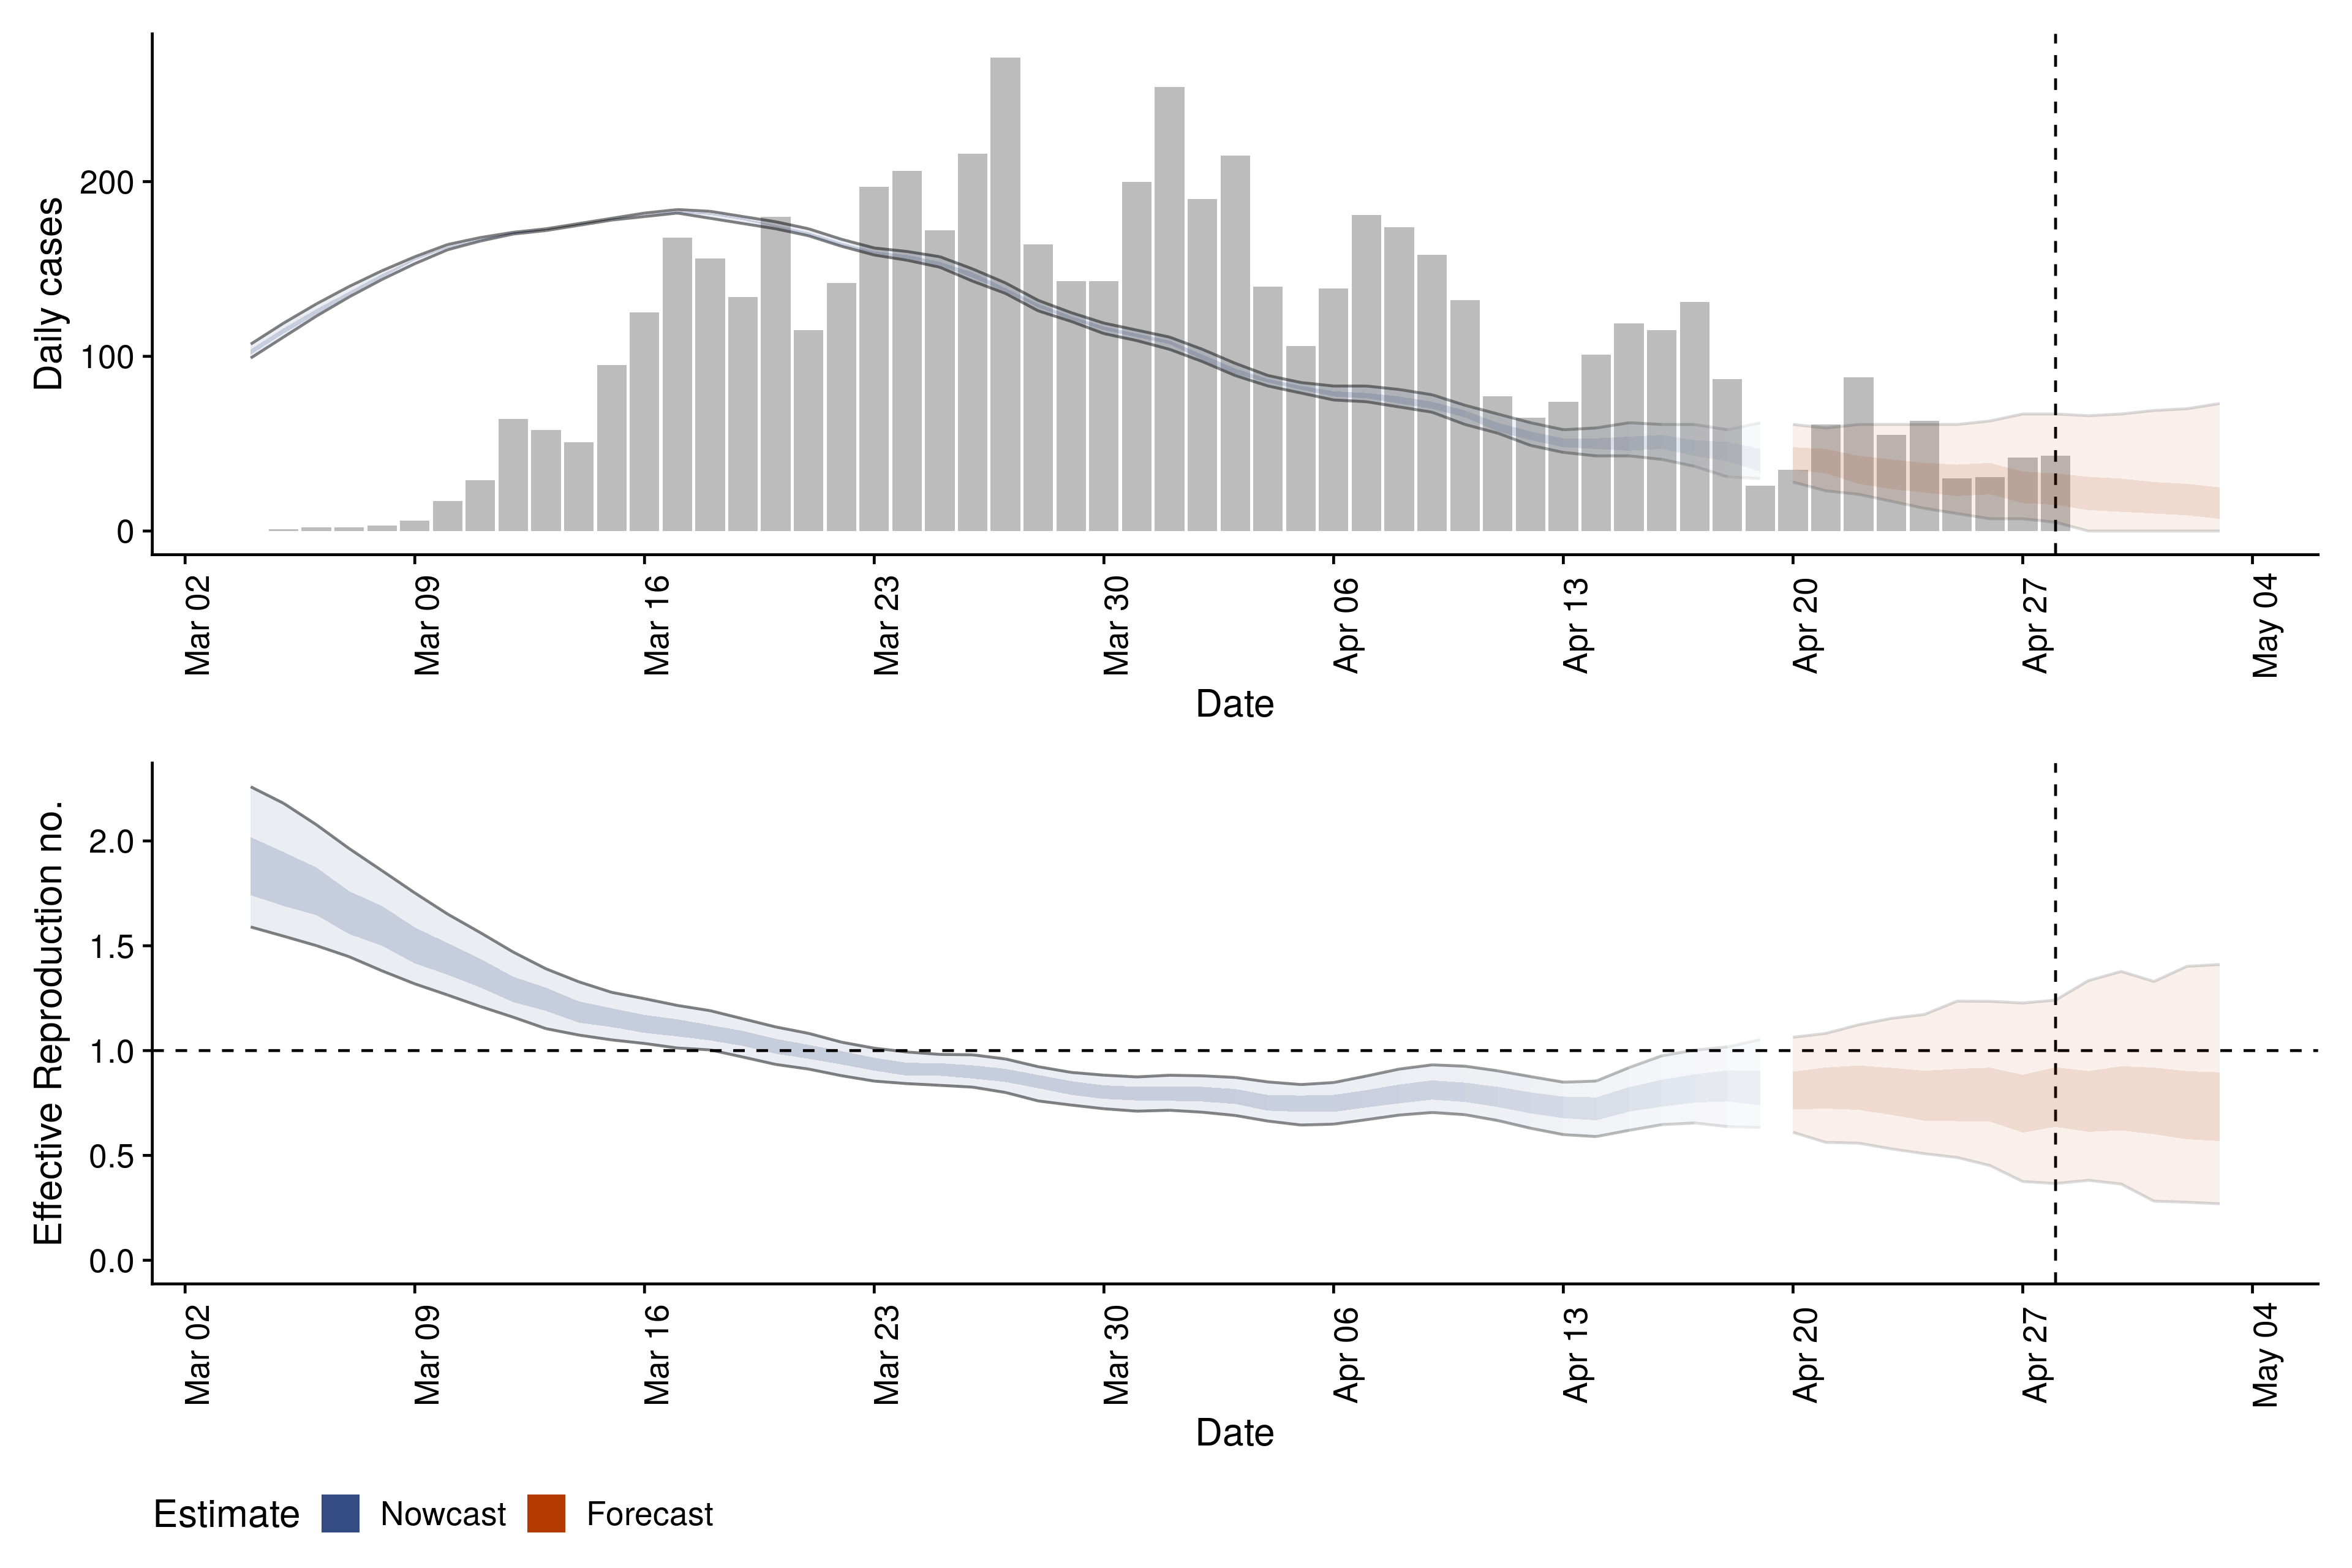 Daily cases
200
100
0
Mar 02
Mar 09
Mar 16
Mar 23
Mar 30
Apr 06
Apr 13
Apr 20
Apr 27
May 04
Date
Effective Reproduction no.
2.0
1.5
1.0
0.5
0.0
Mar 02
Mar 09
Mar 16
Mar 23
Mar 30
Apr 06
Apr 13
Apr 20
Apr 27
May 04
Date
Estimate Nowcast Forecast